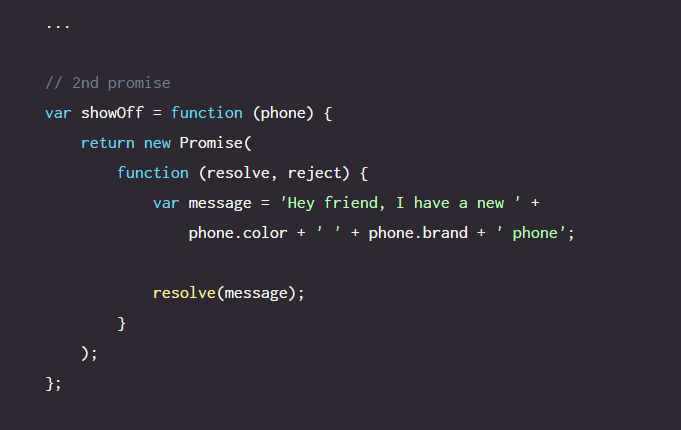 ...
// 2nd promise
var showOff = function (phone) {
    return new Promise(
        function (resolve, reject) {
            var message = 'Hey friend, I have a new ' +
                phone.color + ' ' + phone.brand + ' phone';
            resolve(message);
        }
    );
};